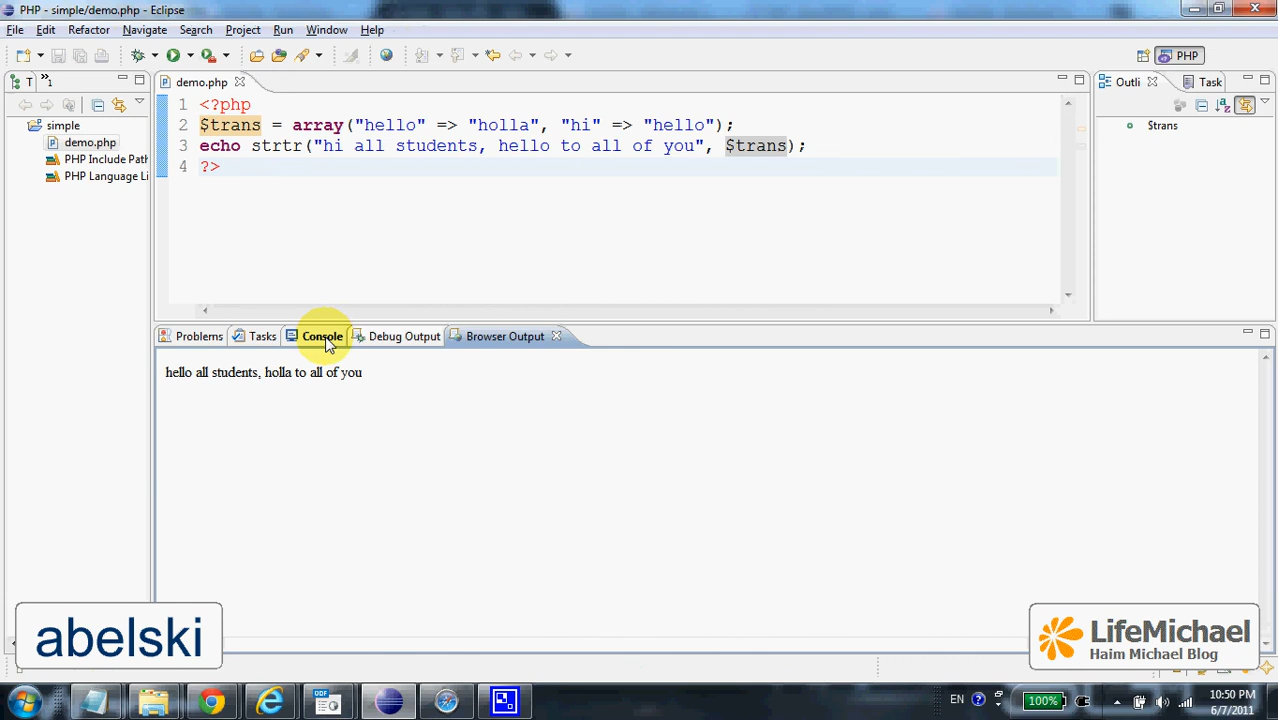 PHP - simple/demo.php - Eclipse
File Edit Refactor Navigate Search Project Run Window Help
PHP
T
1
demo.php
Outli
Task
simple
demo.php
PHP Include Path
PHP Language Li
1 <?php
2 $trans = array("hello" => "holla", "hi" => "hello");
3 echo strtr("hi all students, hello to all of you", $trans);
4 ?>
$trans
Problems Tasks Console Debug Output Browser Output
hello all students, holla to all of you
abelski
LifeMichael
Haim Michael Blog
ODF
EN
100%
10:50 PM
6/7/2011